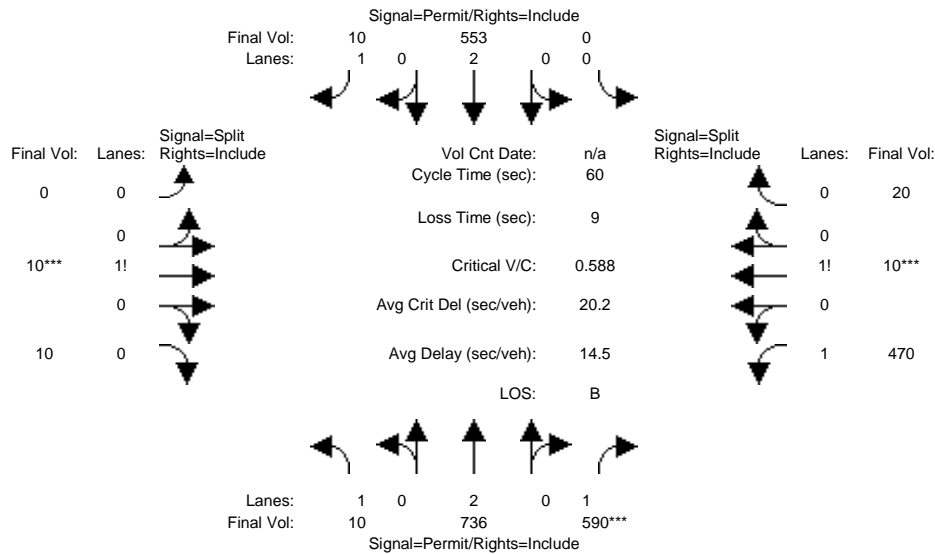 Signal=Permit/Rights=Include
Final Vol: 10 553 0
Lanes: 1 0 2 0 0
Signal=Split
Final Vol: Lanes: Rights=Include
Vol Cnt Date: n/a
Signal=Split
Rights=Include Lanes: Final Vol:
Cycle Time (sec): 60
0 0
0 20
Loss Time (sec): 9
0
0
10*** 1!
Critical V/C: 0.588
1! 10***
0
Avg Crit Del (sec/veh): 20.2
0
10 0
Avg Delay (sec/veh): 14.5
1 470
LOS: B
Lanes: 1 0 2 0 1
Final Vol: 10 736 590***
Signal=Permit/Rights=Include